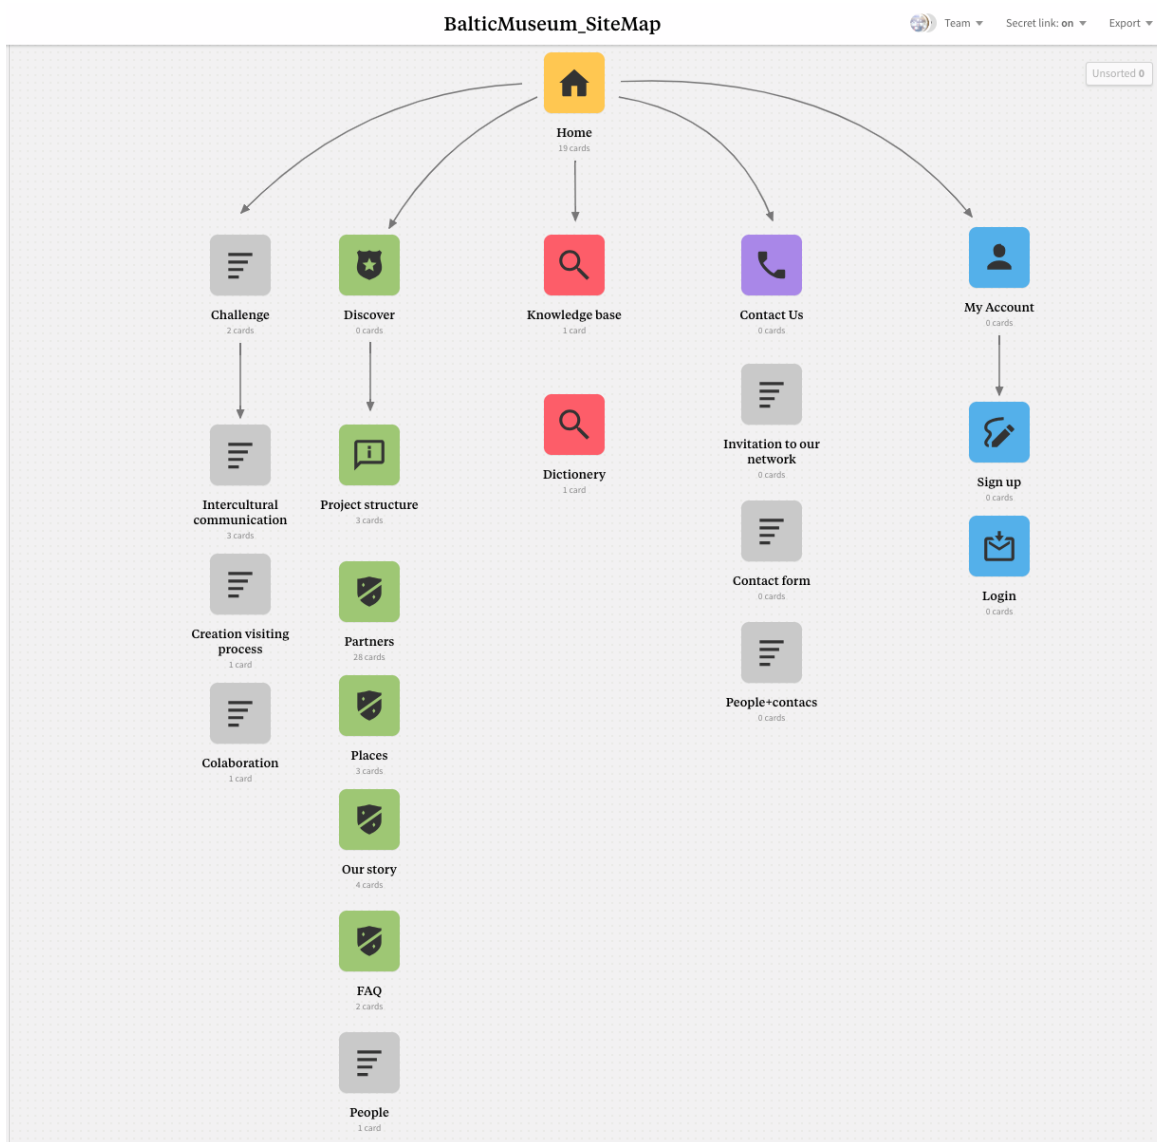 BalticMuseum_SiteMap
Team
Secret link: on
Export
Unsorted 0
Home
19 cards
Challenge
2 cards
Discover
0 cards
Knowledge base
1 card
Contact Us
0 cards
My Account
0 cards
Intercultural
communication
3 cards
Creation visiting
process
1 card
Colaboration
1 card
Project structure
3 cards
Partners
28 cards
Places
3 cards
Our story
4 cards
FAQ
2 cards
People
1 card
Dictionery
1 card
Invitation to our
network
0 cards
Contact form
0 cards
People+contacs
0 cards
Sign up
0 cards
Login
0 cards